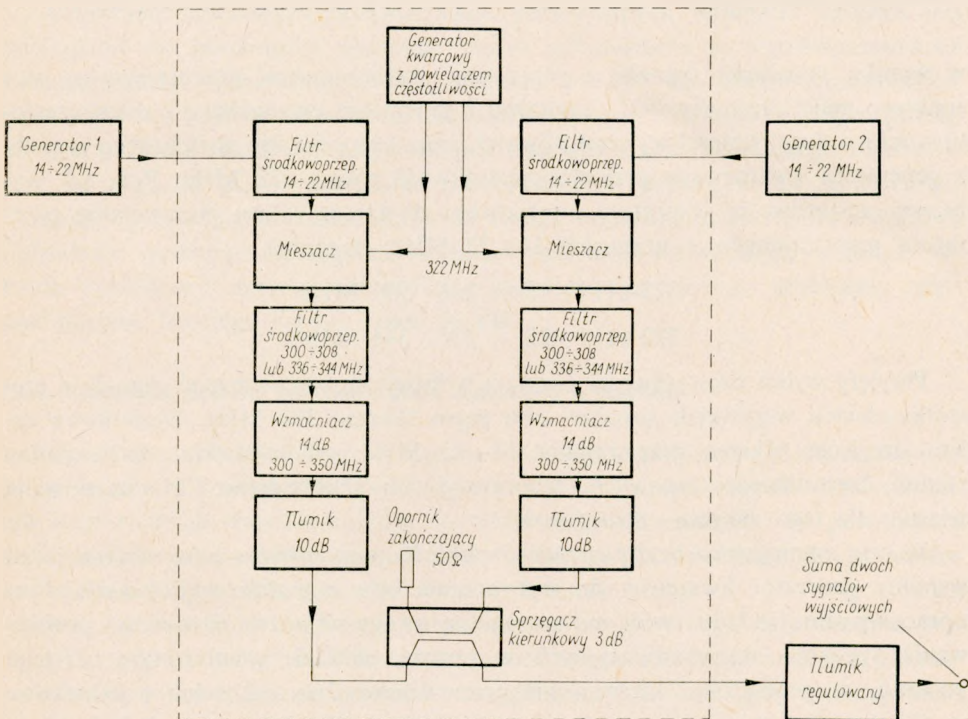 Generator
kwarcowy
z powielaczem
częstotliwości
Generator 1
14÷22 MHz
Filtr
środkowoprzep.
14÷22 MHz
Filtr
środkowoprzep.
14÷22 MHz
Generator 2
14÷22 MHz
Mieszacz
322 MHz
Mieszacz
Filtr
środkowoprzep.
300÷308
lub 336÷344 MHz
Filtr
środkowoprzep.
300÷308
lub 336÷344 MHz
Wzmacniacz
14 dB
300÷350 MHz
Wzmacniacz
14 dB
300÷350 MHz
Tłumik
10 dB
Opornik
zakończający
50 Ω
Tłumik
10 dB
Sprzęgacz
kierunkowy 3 dB
Suma dwóch
sygnałów
wyjściowych
Tłumik
regulowany